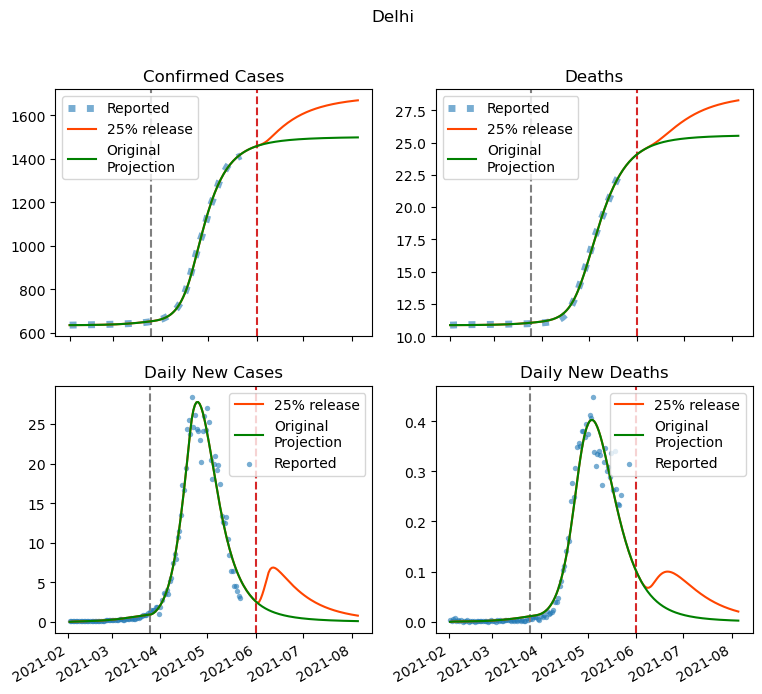 Delhi
Confirmed Cases
Reported
25% release
Original
Projection
1600
1400
1200
1000
800
600
Deaths
Reported
25% release
Original
Projection
27.5
25.0
22.5
20.0
17.5
15.0
12.5
10.0
Daily New Cases
25% release
Original
Projection
Reported
25
20
15
10
5
0
2021-02
2021-03
2021-04
2021-05
2021-06
2021-07
2021-08
Daily New Deaths
25% release
Original
Projection
Reported
0.4
0.3
0.2
0.1
0.0
2021-02
2021-03
2021-04
2021-05
2021-06
2021-07
2021-08